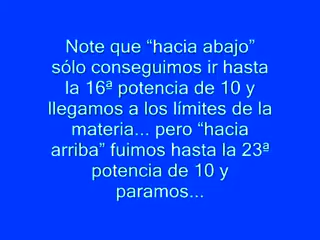 Note que “hacia abajo”
sólo conseguimos ir hasta
la 16ª potencia de 10 y
llegamos a los límites de la
materia... pero “hacia
arriba” fuimos hasta la 23ª
potencia de 10 y
paramos...